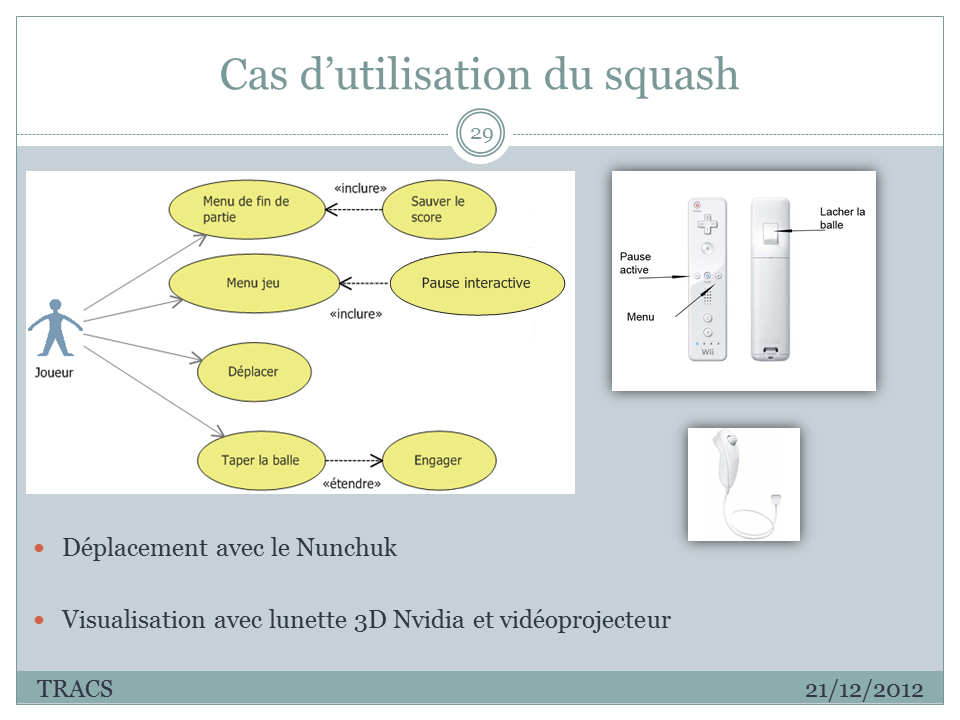 Cas d’utilisation du squash
29
«inclure»
Menu de fin de
partie
Sauver le
score
Menu jeu
Pause interactive
«inclure»
Joueur
Déplacer
Taper la balle
Engager
«étendre»
Lacher la
balle
Pause
active
Menu
Wii
Déplacement avec le Nunchuk
Visualisation avec lunette 3D Nvidia et vidéoprojecteur
TRACS
21/12/2012